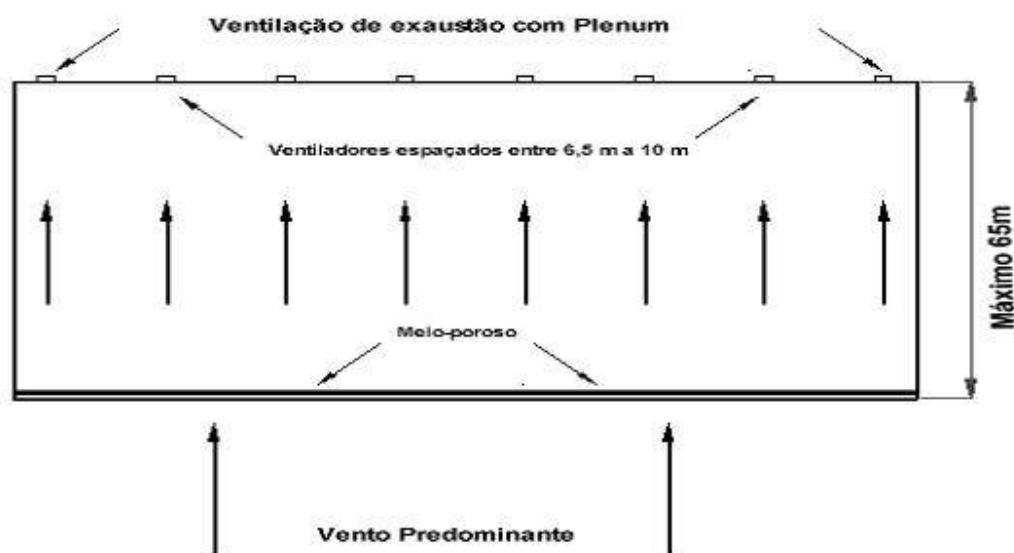 Ventilação de exaustão com Plenum
Ventiladores espaçados entre 6,5 m a 10 m
Máximo 65m
Meio-poroso
Vento Predominante